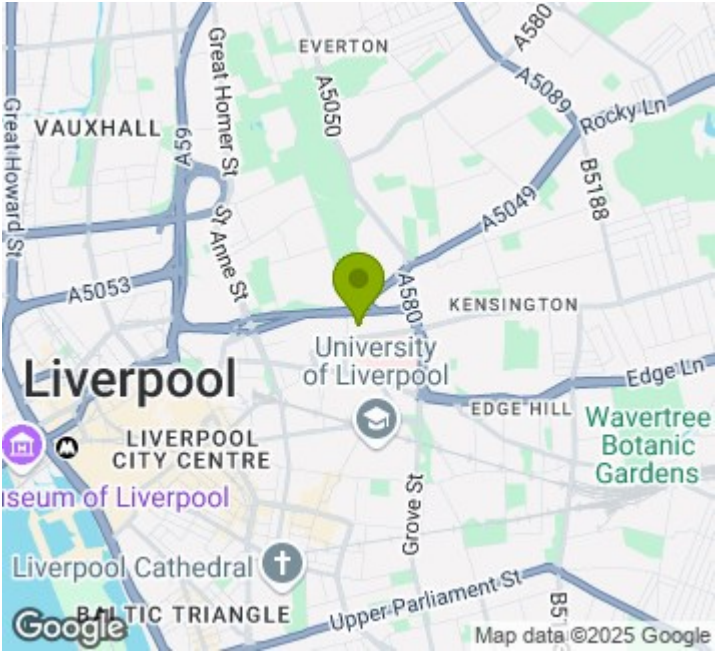 EVERTON
A580
A5089
Rocky Ln
Great Homer St
A5050
VAUXHALL
A59
Great Howard St
B5188
A5049
St Anne St
A5053
A580
KENSINGTON
University
of Liverpool
Liverpool
Edge Ln
EDGE HILL
Wavertree
Botanic
Gardens
LIVERPOOL
CITY CENTRE
useum of Liverpool
Grove St
Liverpool Cathedral
BALTIC TRIANGLE
Upper Parliament St
Google
Map data ©2025 Google